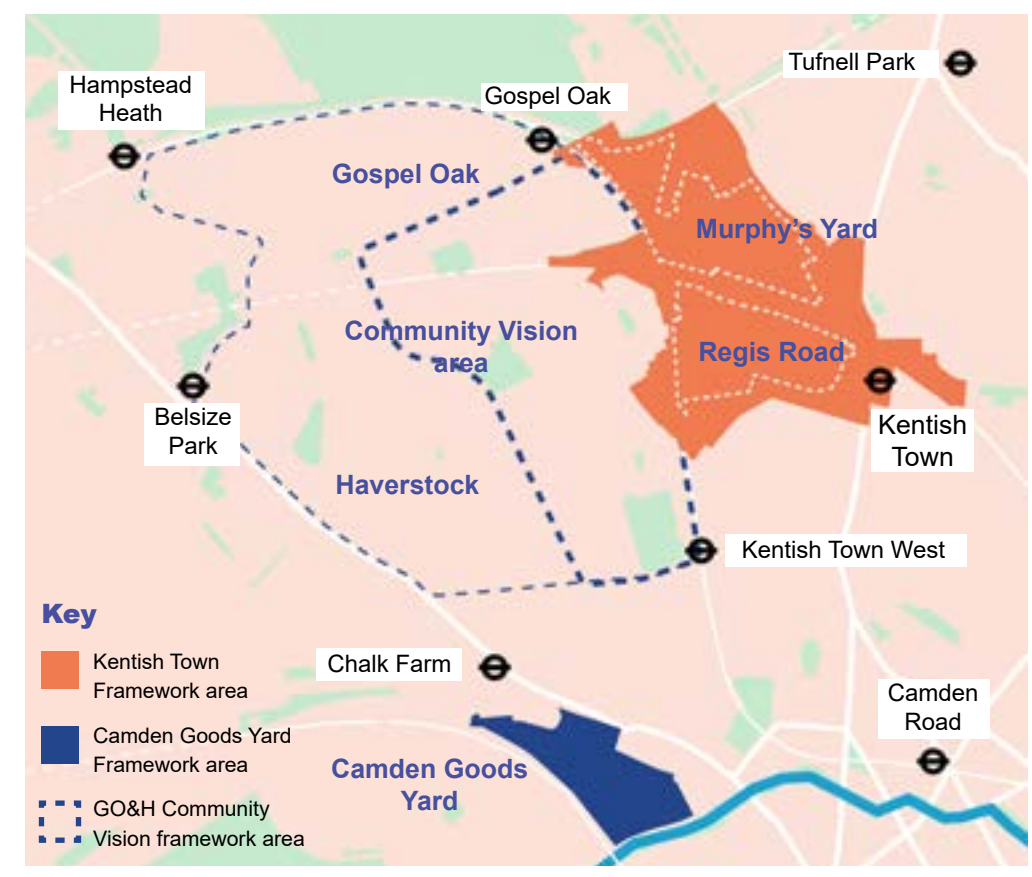 Tufnell Park
Hampstead
Heath
Gospel Oak
Gospel Oak
Murphy’s Yard
Community Vision
area
Regis Road
Belsize
Park
Kentish
Town
Haverstock
Kentish Town West
Key
Kentish Town
Framework area
Chalk Farm
Camden
Road
Camden Goods Yard
Framework area
Camden Goods
Yard
GO&H Community
Vision framework area